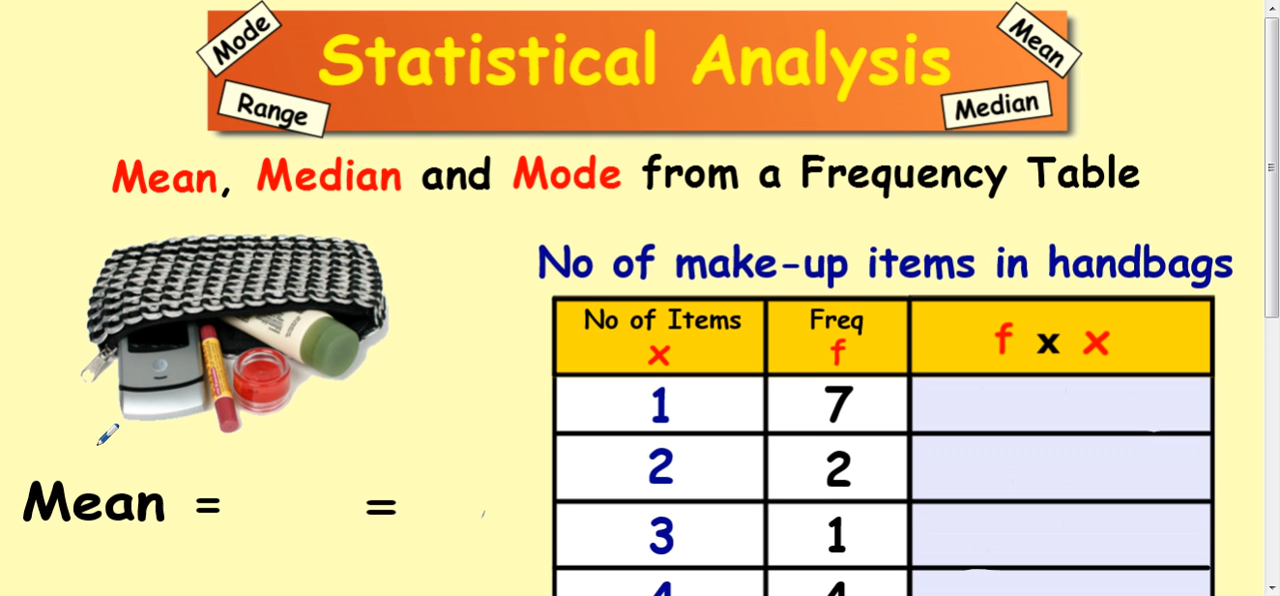 Mode
Statistical Analysis
Mean
Range
Median
Mean, Median and Mode from a Frequency Table
No of make-up items in handbags
No of Items Freq
x f f x x
1 7
2 2
3 1
Mean = =